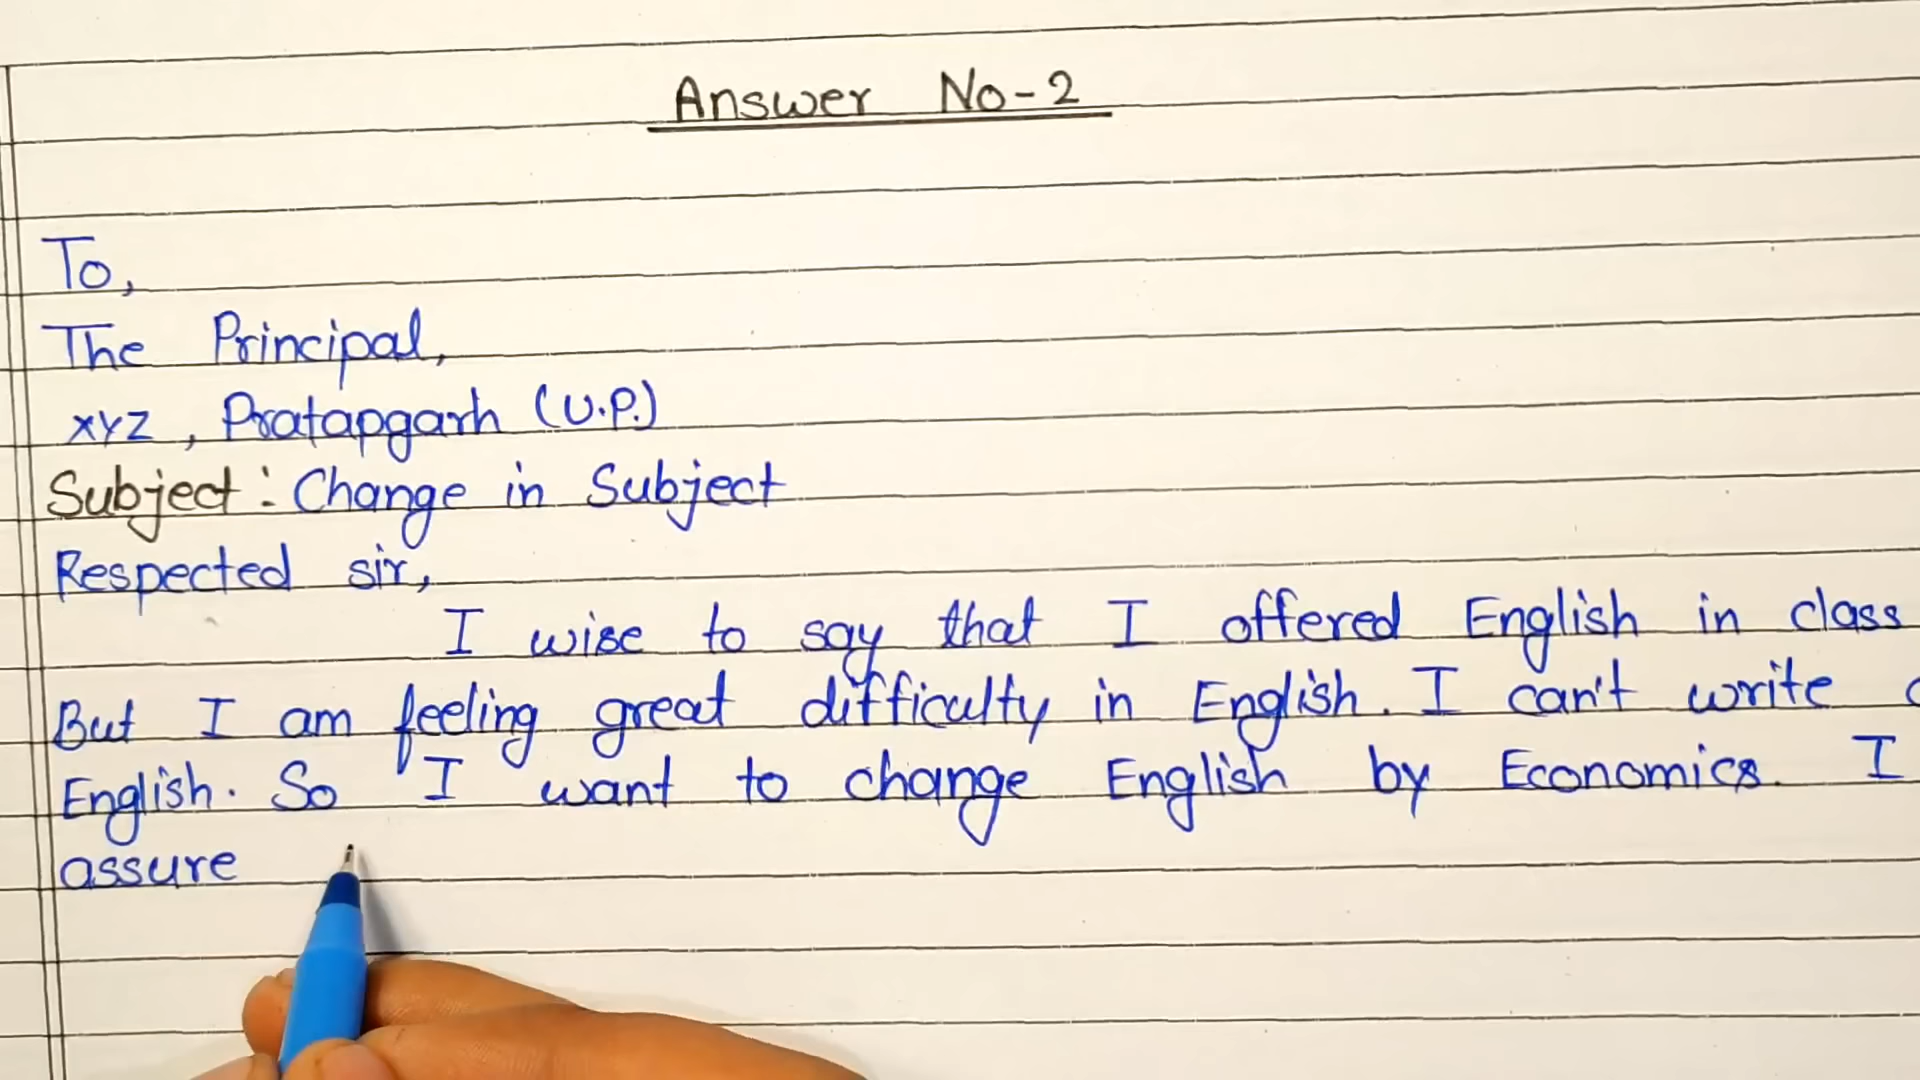 Answer No-2
To,
The Principal,
XYZ, Pratapgarh (U.P.)
Subject: Change in Subject
Respected sir,
I wise to say that I offered English in class
But I am feeling great difficulty in English. I can't write
English. So I want to change English by Economics. I
assure